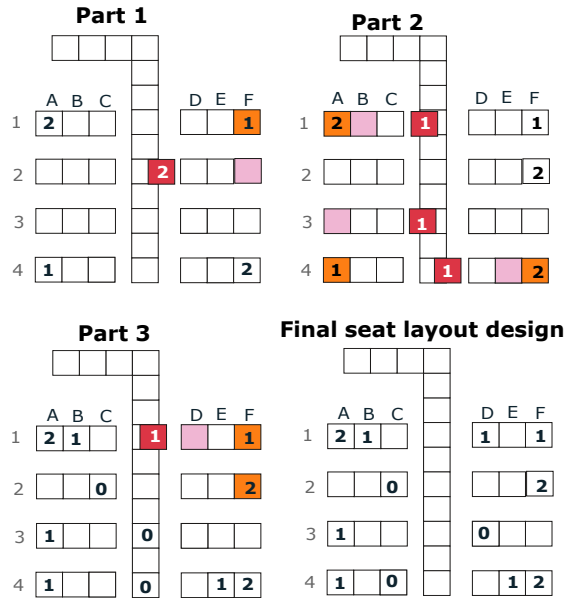 Part 1
A B C D E F
1 2 1
2 2
3
4 1 2
Part 2
A B C D E F
1 2 1 1
2 2
3 1
4 1 1 2
Part 3
A B C D E F
1 2 1 1 1
2 0 2
3 1 0
4 1 0 1 2
Final seat layout design
A B C D E F
1 2 1 1 1
2 0 2
3 1 0
4 1 0 1 2